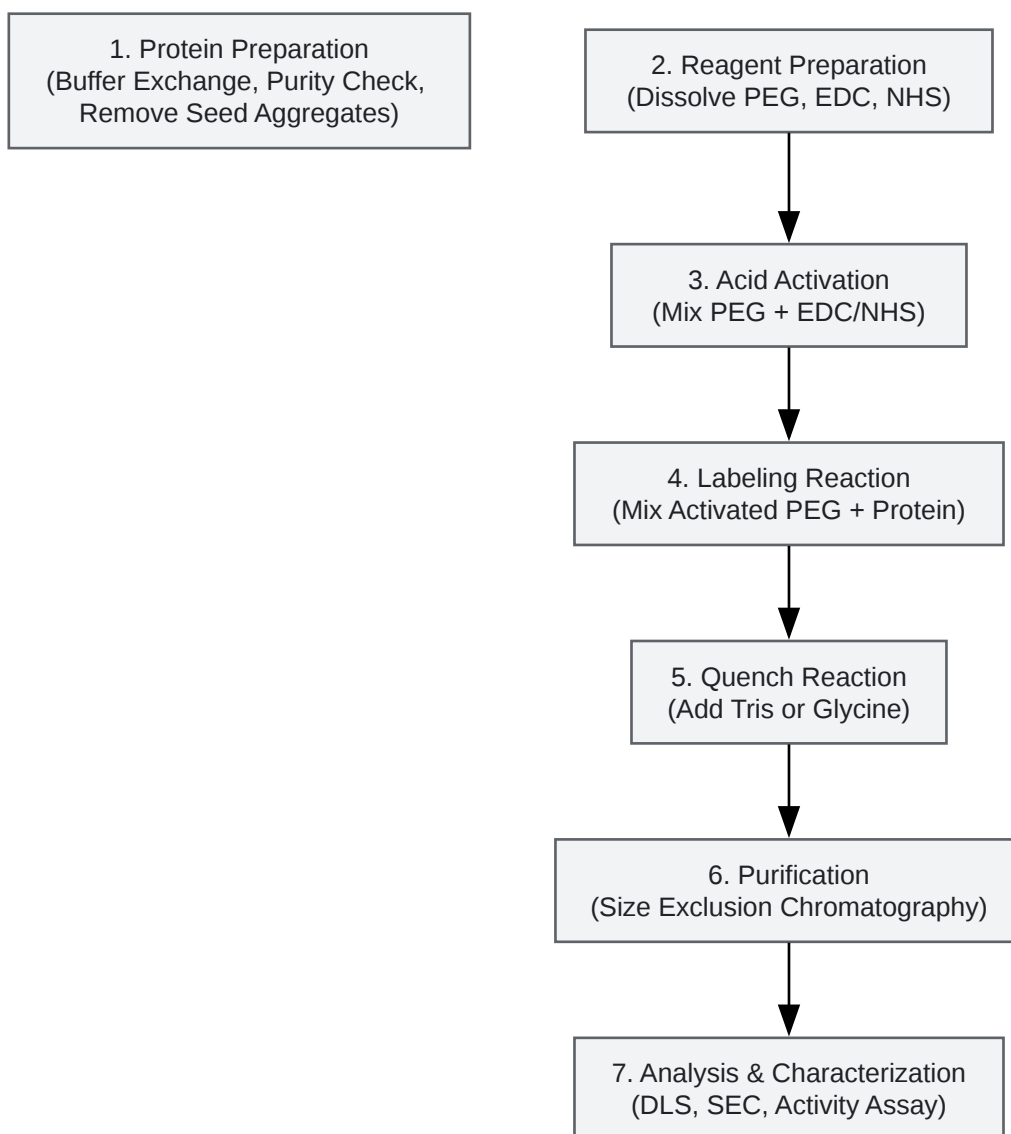 1. Protein Preparation
(Buffer Exchange, Purity Check,
Remove Seed Aggregates)
2. Reagent Preparation
(Dissolve PEG, EDC, NHS)
3. Acid Activation
(Mix PEG + EDC/NHS)
4. Labeling Reaction
(Mix Activated PEG + Protein)
5. Quench Reaction
(Add Tris or Glycine)
6. Purification
(Size Exclusion Chromatography)
7. Analysis & Characterization
(DLS, SEC, Activity Assay)